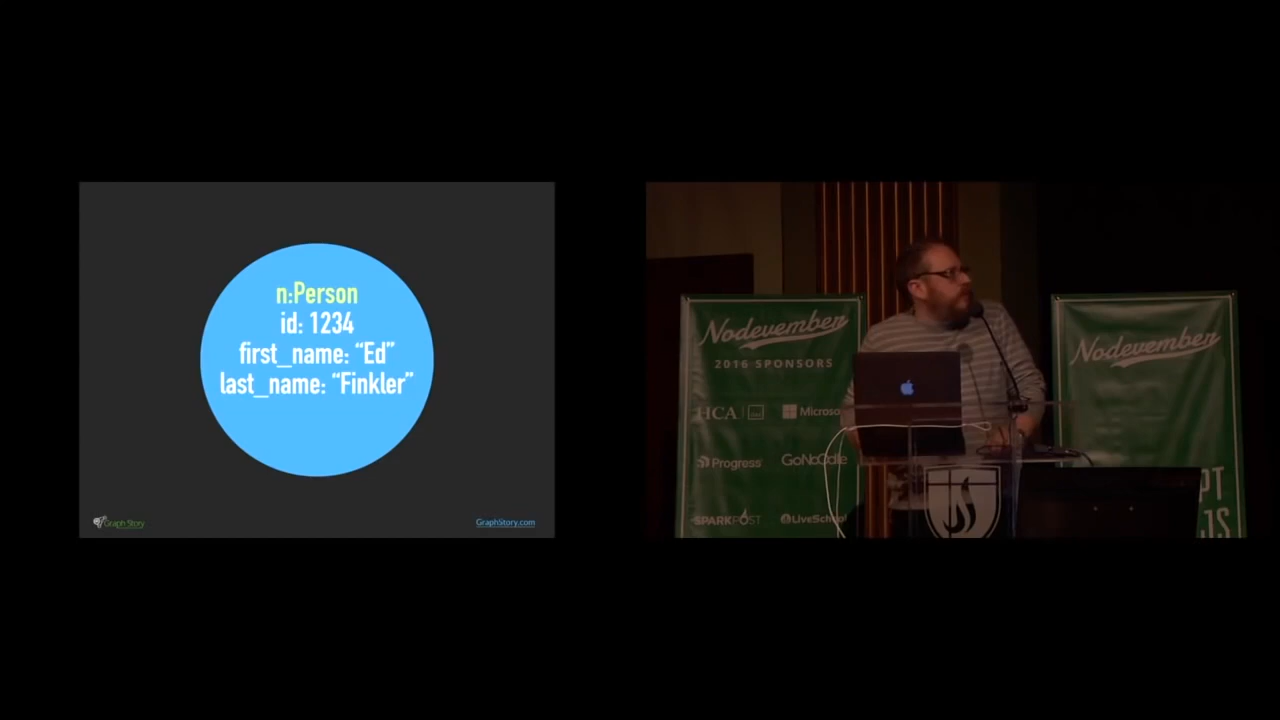 n:Person
id: 1234
first_name: “Ed”
last_name: “Finkler”
Graph Story
GraphStory.com
Nodevember
2016 SPONSORS
HCA
Microso
Progress
GoNoodle
SPARKPOST
LiveSchool
Nodevember
PT
JS